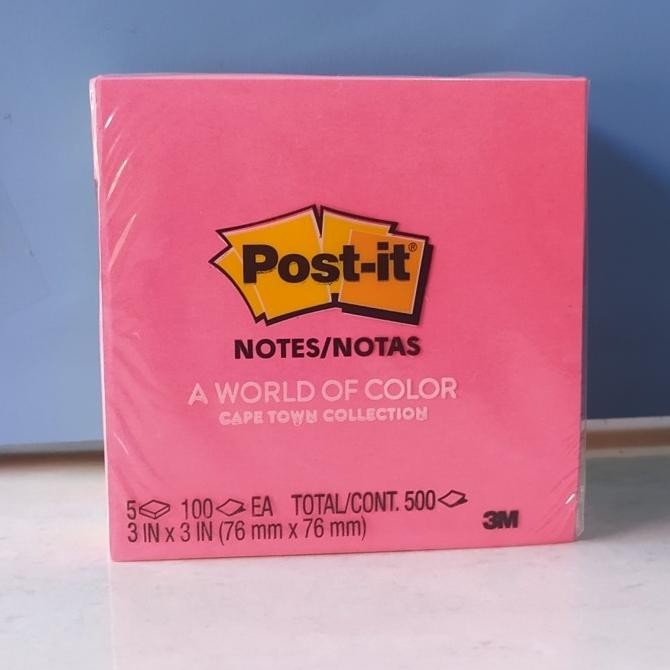 Post-it®
NOTES/NOTAS
A WORLD OF COLOR
CAPE TOWN COLLECTION
5 100 EA TOTAL/CONT. 500
3 IN x 3 IN (76 mm x 76 mm)
3M